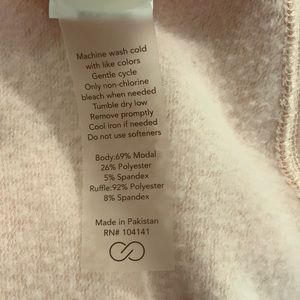 Machine wash cold
with like colors
Gentle cycle
Only non-chlorine
bleach when needed
Tumble dry low
Remove promptly
Cool iron if needed
Do not use softeners
Body:69% Modal
26% Polyester
5% Spandex
Ruffle:92% Polyester
8% Spandex
Made in Pakistan
RN# 104141